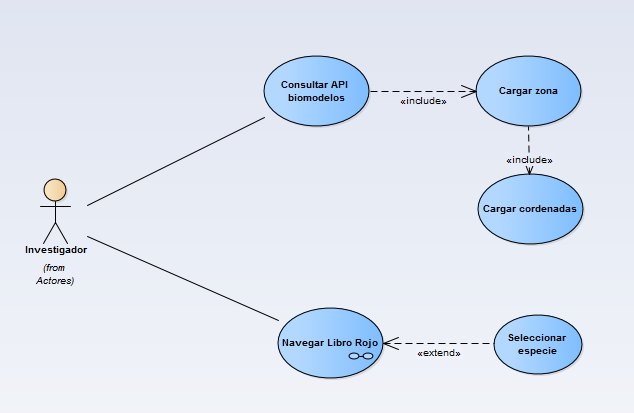 Consultar API
biomodelos
«include»
Cargar zona
«include»
Cargar cordenadas
Investigador
(from
Actores)
Navegar Libro Rojo
«extend»
Seleccionar
especie